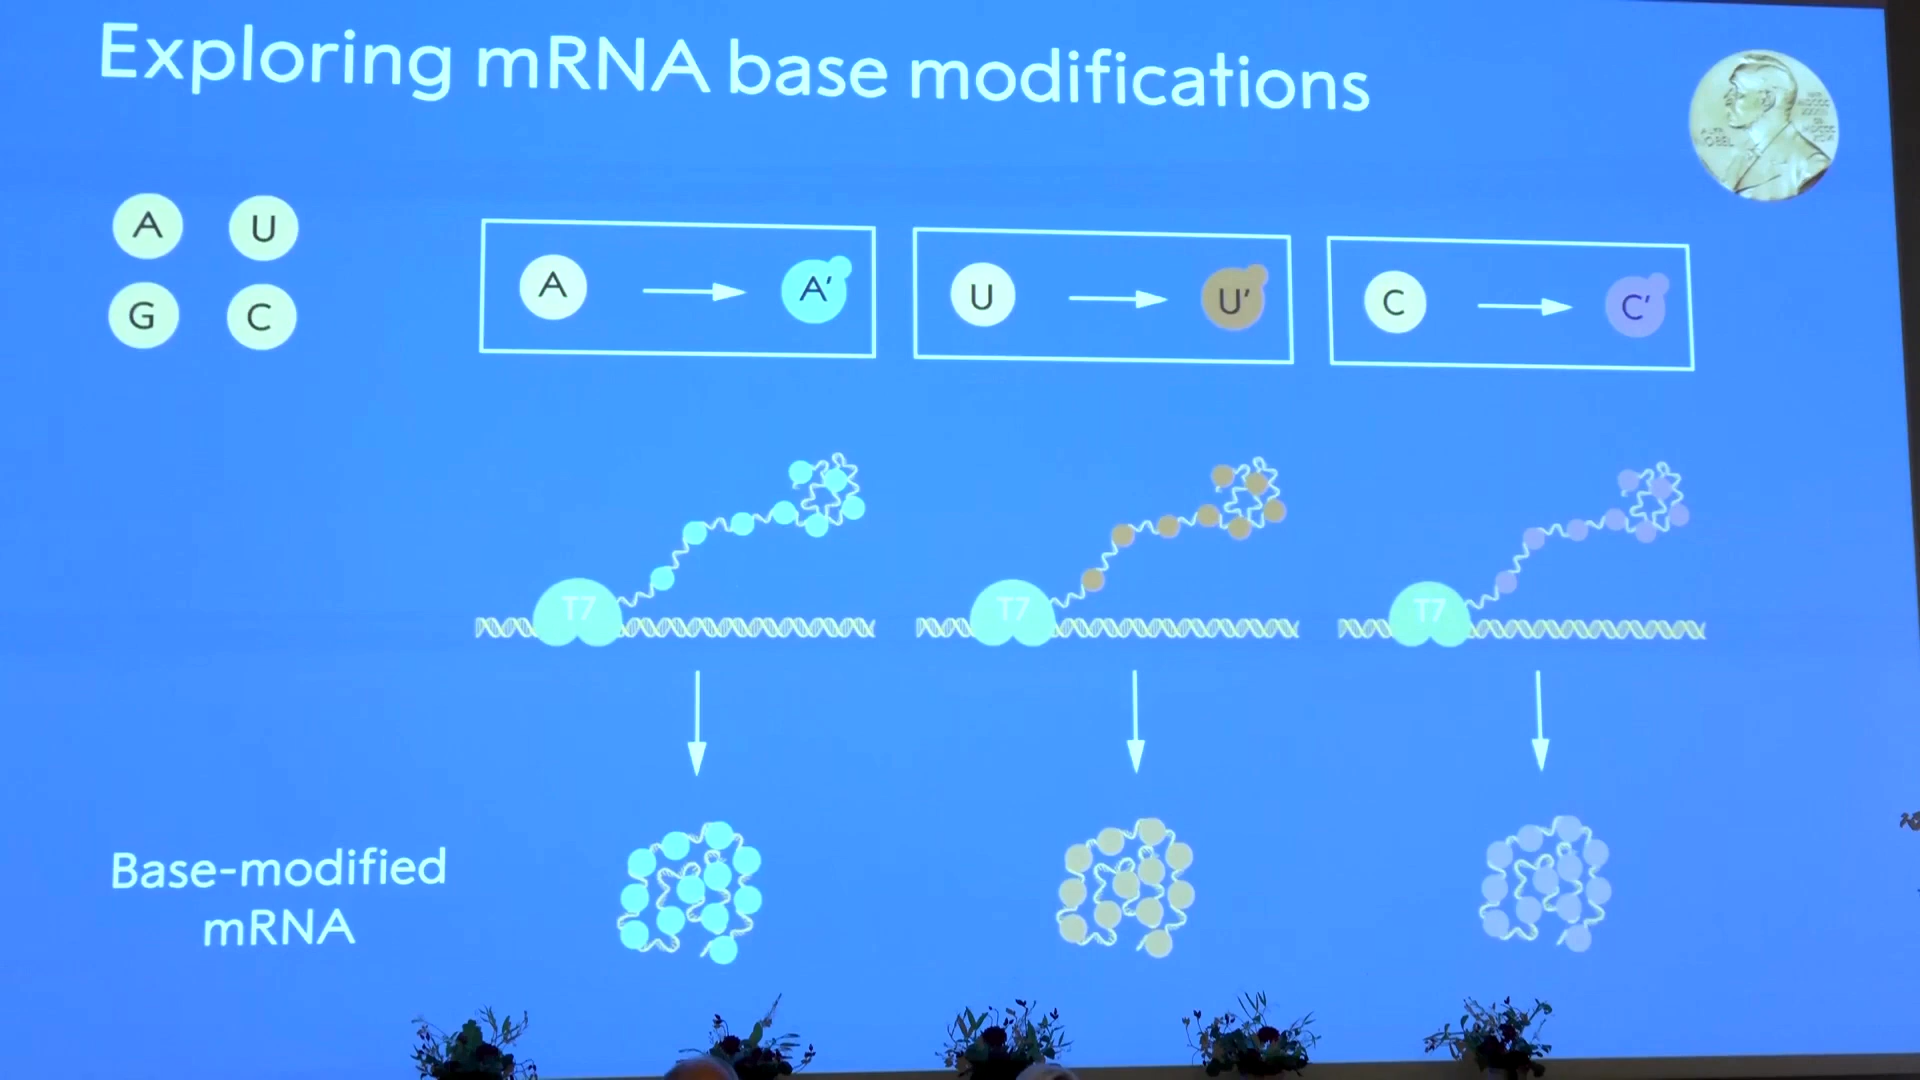 Exploring mRNA base modifications
A U
G C
A A′
U U′
C C′
T7 T7 T7
Base-modified
mRNA